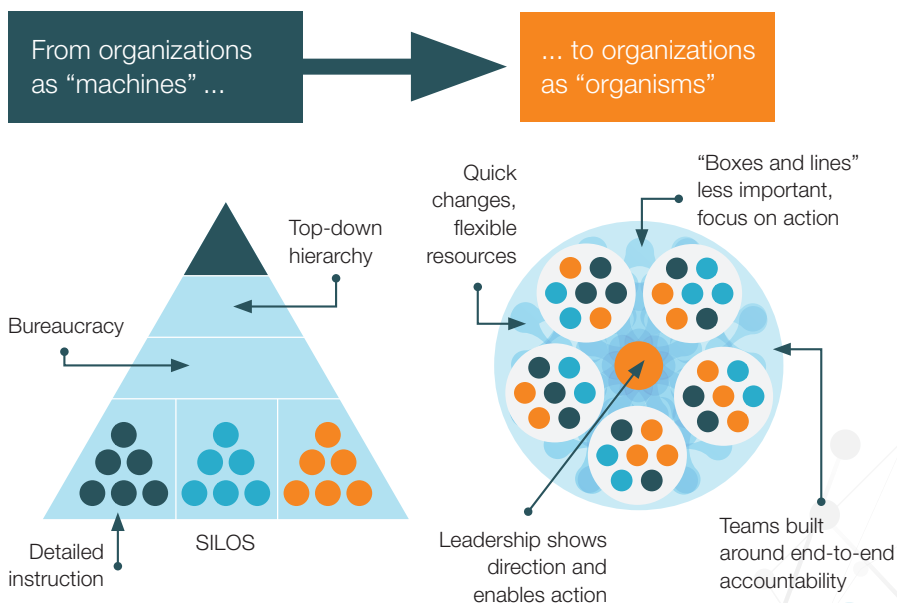 From organizations
as “machines” ...
... to organizations
as “organisms”
Top-down
hierarchy
Bureaucracy
Detailed
instruction
SILOS
Quick
changes,
flexible
resources
“Boxes and lines”
less important,
focus on action
Leadership shows
direction and
enables action
Teams built
around end-to-end
accountability